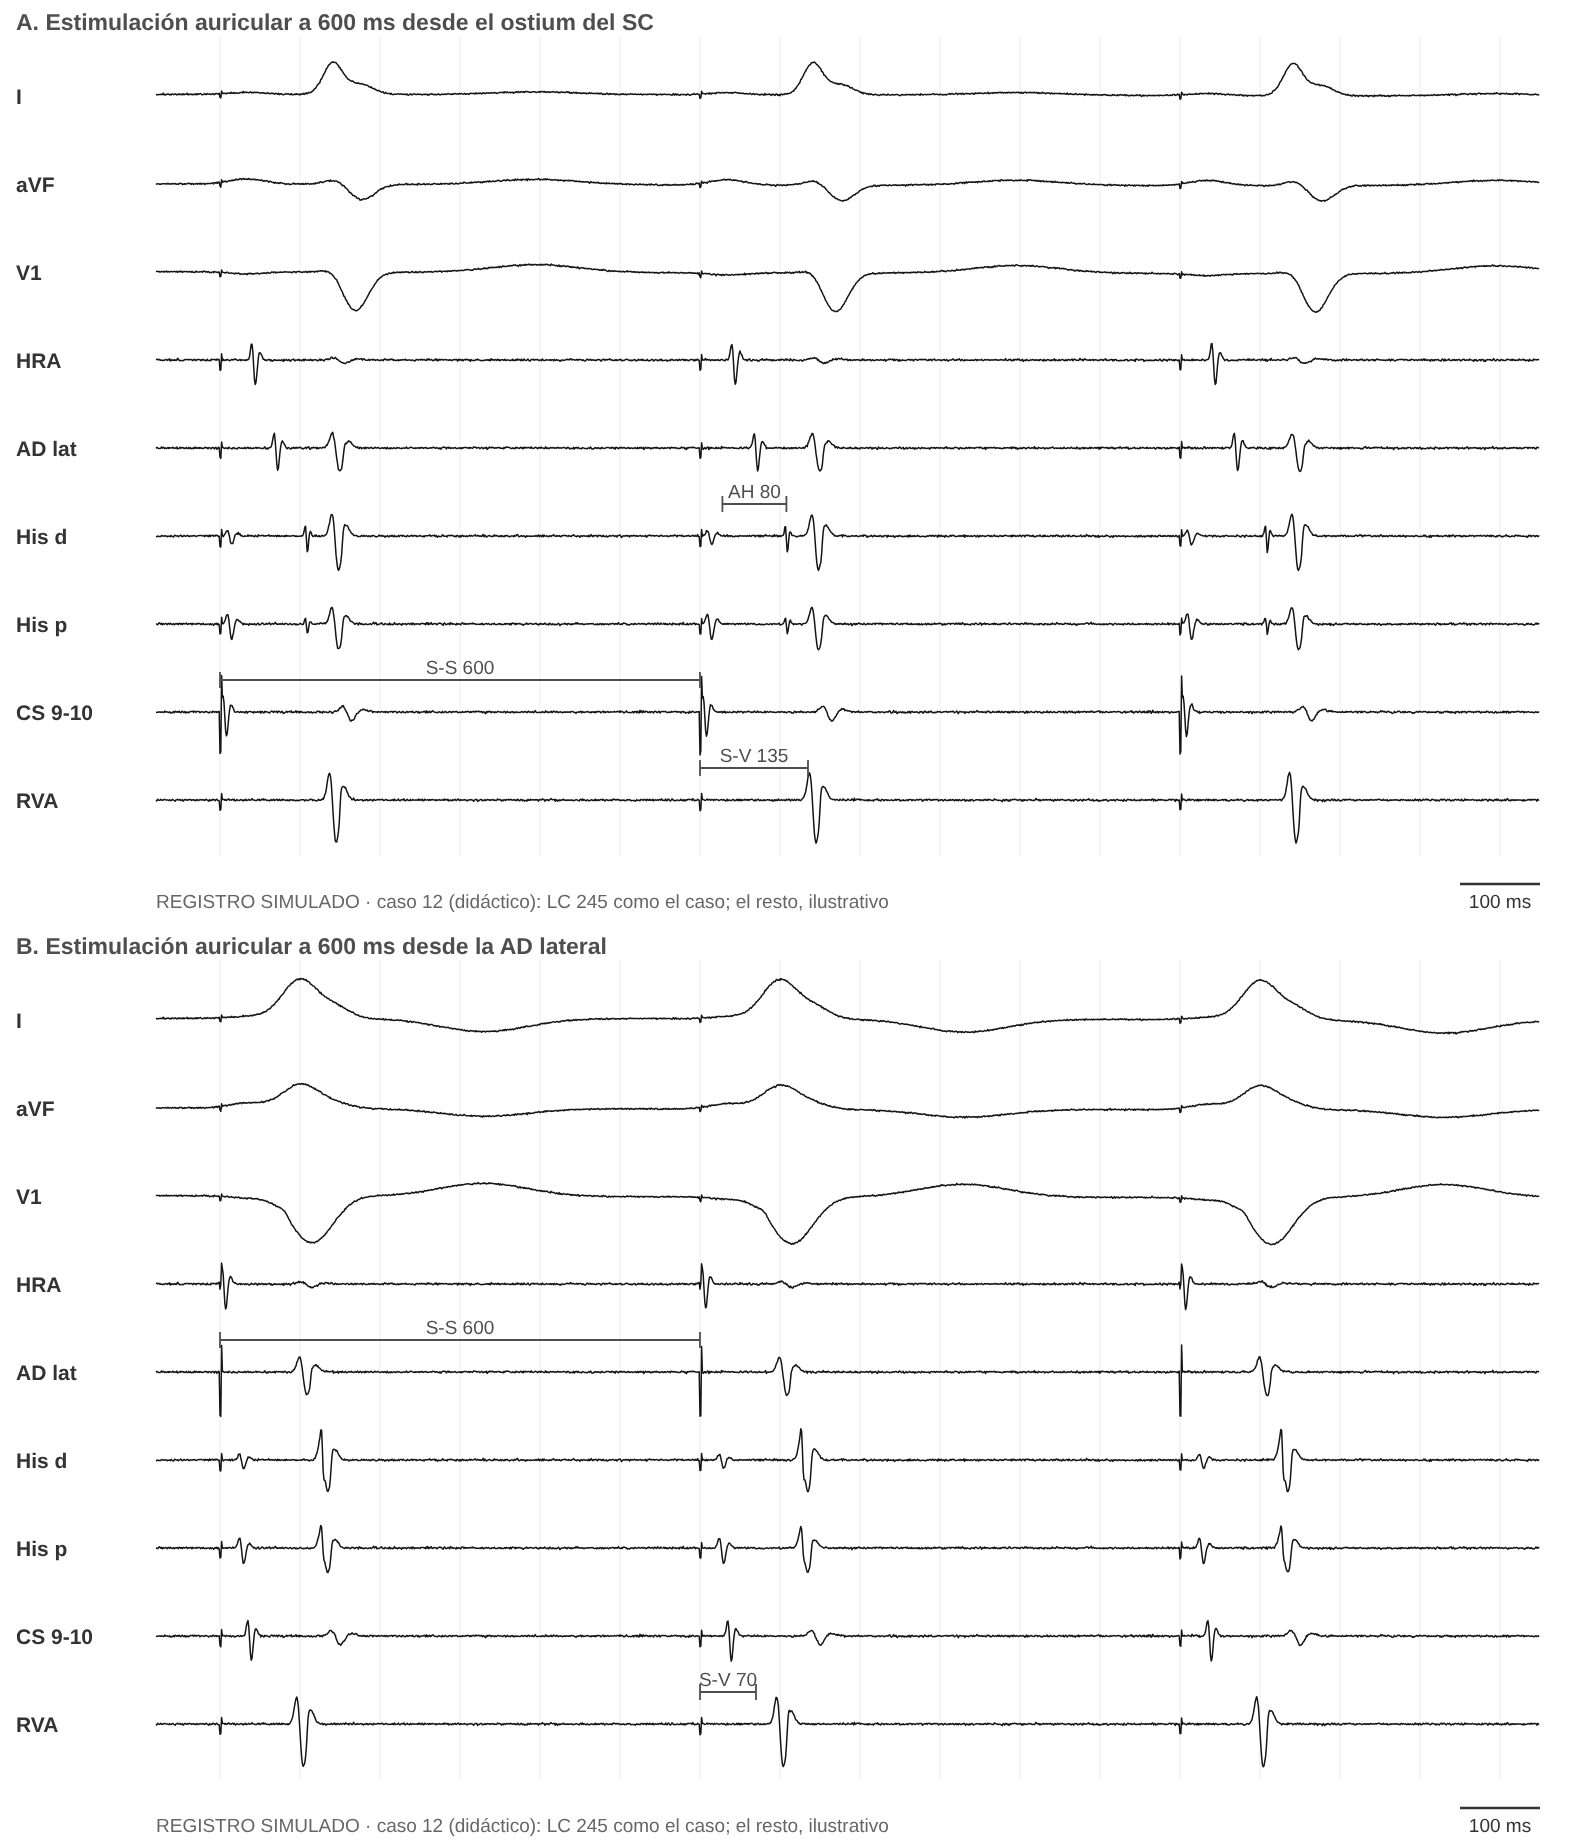 A. Estimulación auricular a 600 ms desde el ostium del SC
I
aVF
V1
HRA
AD lat
AH 80
His d
His p
S-S 600
CS 9-10
S-V 135
RVA
REGISTRO SIMULADO · caso 12 (didáctico): LC 245 como el caso; el resto, ilustrativo
100 ms
B. Estimulación auricular a 600 ms desde la AD lateral
I
aVF
V1
HRA
S-S 600
AD lat
His d
His p
CS 9-10
S-V 70
RVA
REGISTRO SIMULADO · caso 12 (didáctico): LC 245 como el caso; el resto, ilustrativo
100 ms